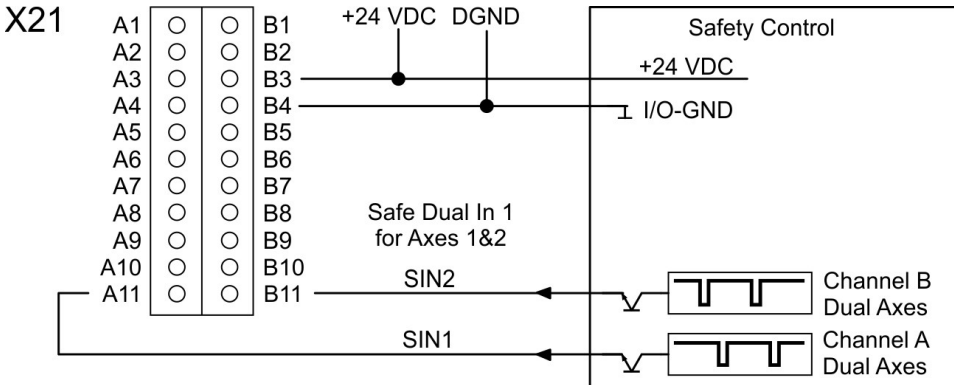 X21
+24 VDC DGND
Safety Control
A1 B1
A2 B2
A3 B3
+24 VDC
A4 B4
I/O-GND
A5 B5
A6 B6
A7 B7
A8 B8
A9 B9
A10 B10
A11 B11
Safe Dual In 1
for Axes 1&2
SIN2
Channel B
Dual Axes
SIN1
Channel A
Dual Axes